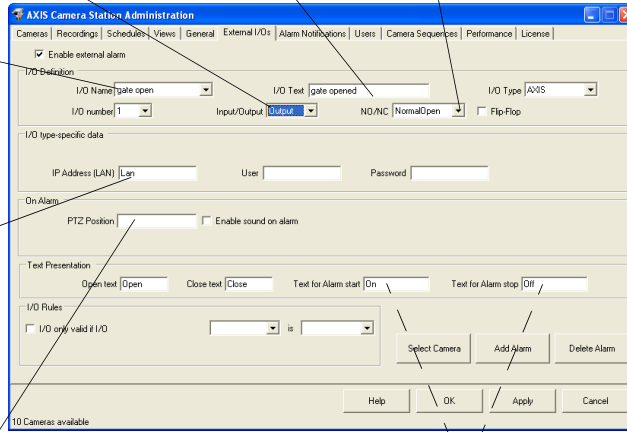 AXIS Camera Station Administration
Cameras Recordings Schedules Views General External I/Os Alarm Notifications Users Camera Sequences Performance License
Enable external alarm
I/O Definition
I/O Name gate open I/O Text gate opened I/O Type AXIS
I/O number 1 Input/Output Output NO/NC NormalOpen Flip-Flop
I/O type-specific data
IP Address (LAN) Lan User Password
On Alarm
PTZ Position Enable sound on alarm
Text Presentation
Open text Open Close text Close Text for Alarm start On Text for Alarm stop Off
I/O Rules
I/O only valid if I/O is
Select Camera Add Alarm Delete Alarm
Help OK Apply Cancel
10 Cameras available